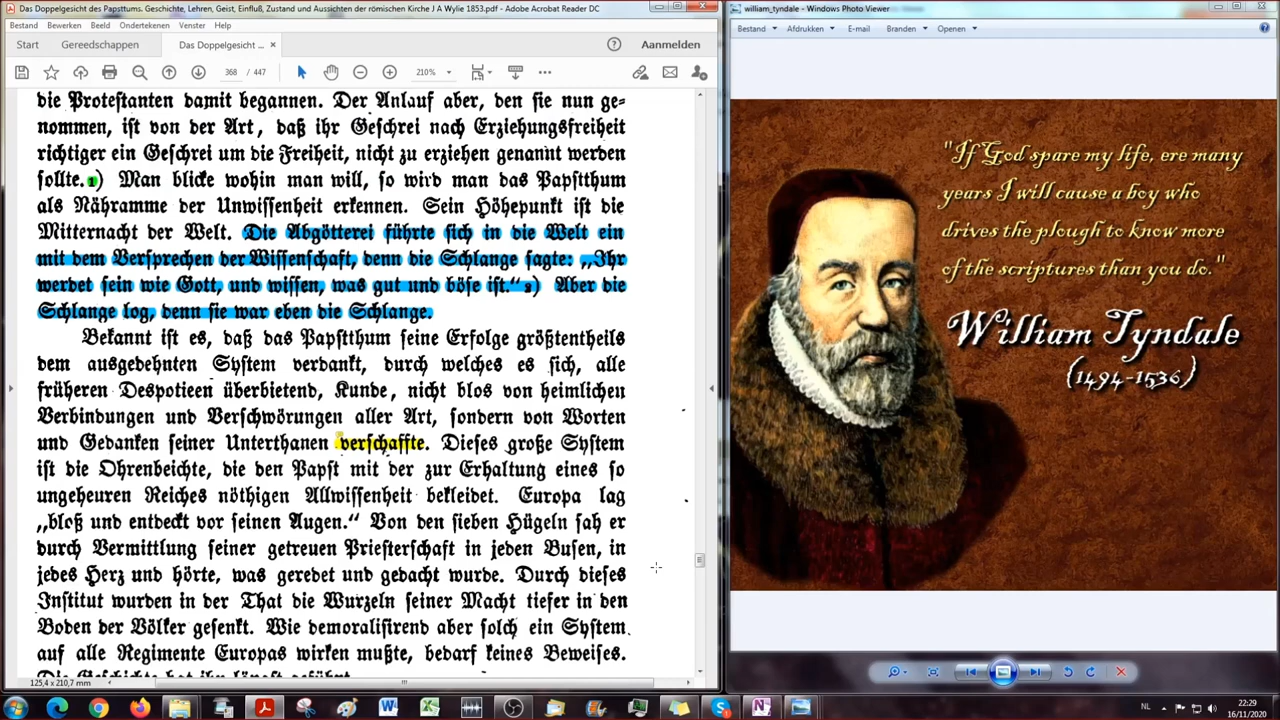 Das Doppelgesicht des Papsttums. Geschichte, Lehren, Geist, Einfluß, Zustand und Aussichten der römischen Kirche J A Wylie 1853.pdf - Adobe Acrobat Reader DC
Bestand Bewerken Beeld Ondertekenen Venster Help
Start Gereedschappen Das Doppelgesicht ... × Aanmelden
368 / 447 210%
die Protestanten damit begannen. Der Anlauf aber, den sie nun ge-
nommen, ist von der Art, daß ihr Geschrei nach Erziehungsfreiheit
richtiger ein Geschrei um die Freiheit, nicht zu erziehen genannt werden
sollte.1) Man blicke wohin man will, so wird man das Papstthum
als Nähramme der Unwissenheit erkennen. Sein Höhepunkt ist die
Mitternacht der Welt. Die Abgötterei führte sich in die Welt ein
mit dem Versprechen der Wissenschaft, denn die Schlange sagte: „Ihr
werdet sein wie Gott, und wissen, was gut und böse ist.“ 2) Aber die
Schlange log, denn sie war eben die Schlange.
Bekannt ist es, daß das Papstthum seine Erfolge größtentheils
dem ausgedehnten System verdankt, durch welches es sich, alle
früheren Despotieen überbietend, Kunde, nicht blos von heimlichen
Verbindungen und Verschwörungen aller Art, sondern von Worten
und Gedanken seiner Unterthanen verschaffte. Dieses große System
ist die Ohrenbeichte, die den Papst mit der zur Erhaltung eines so
ungeheuren Reiches nöthigen Allwissenheit bekleidet. Europa lag
„bloß und entdeckt vor seinen Augen.“ Von den sieben Hügeln sah er
durch Vermittlung seiner getreuen Priesterschaft in jeden Busen, in
jedes Herz und hörte, was geredet und gedacht wurde. Durch dieses
Institut wurden in der That die Wurzeln seiner Macht tiefer in den
Boden der Völker gesenkt. Wie demoralisirend aber solch ein System
auf alle Regimente Europas wirken mußte, bedarf keines Beweises.
Die Geschichte hat ihn längst geführt.
125,4 x 210,7 mm
william_tyndale - Windows Photo Viewer
Bestand Afdrukken E-mail Branden Openen
"If God spare my life, ere many
years I will cause a boy who
drives the plough to know more
of the scriptures than you do."
William Tyndale
(1494-1536)
NL 22:29
16/11/2020